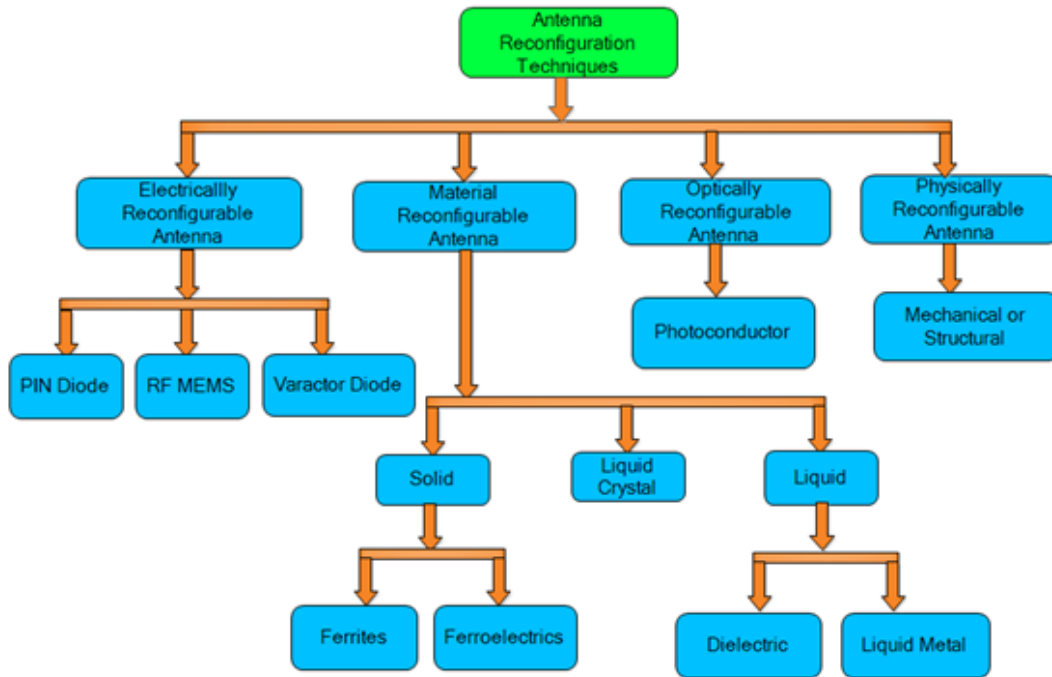 Antenna
Reconfiguration
Techniques
Electricallly
Reconfigurable
Antenna
Material
Reconfigurable
Antenna
Optically
Reconfigurable
Antenna
Physically
Reconfigurable
Antenna
Photoconductor
Mechanical or
Structural
PIN Diode
RF MEMS
Varactor Diode
Solid
Liquid
Crystal
Liquid
Ferrites
Ferroelectrics
Dielectric
Liquid Metal